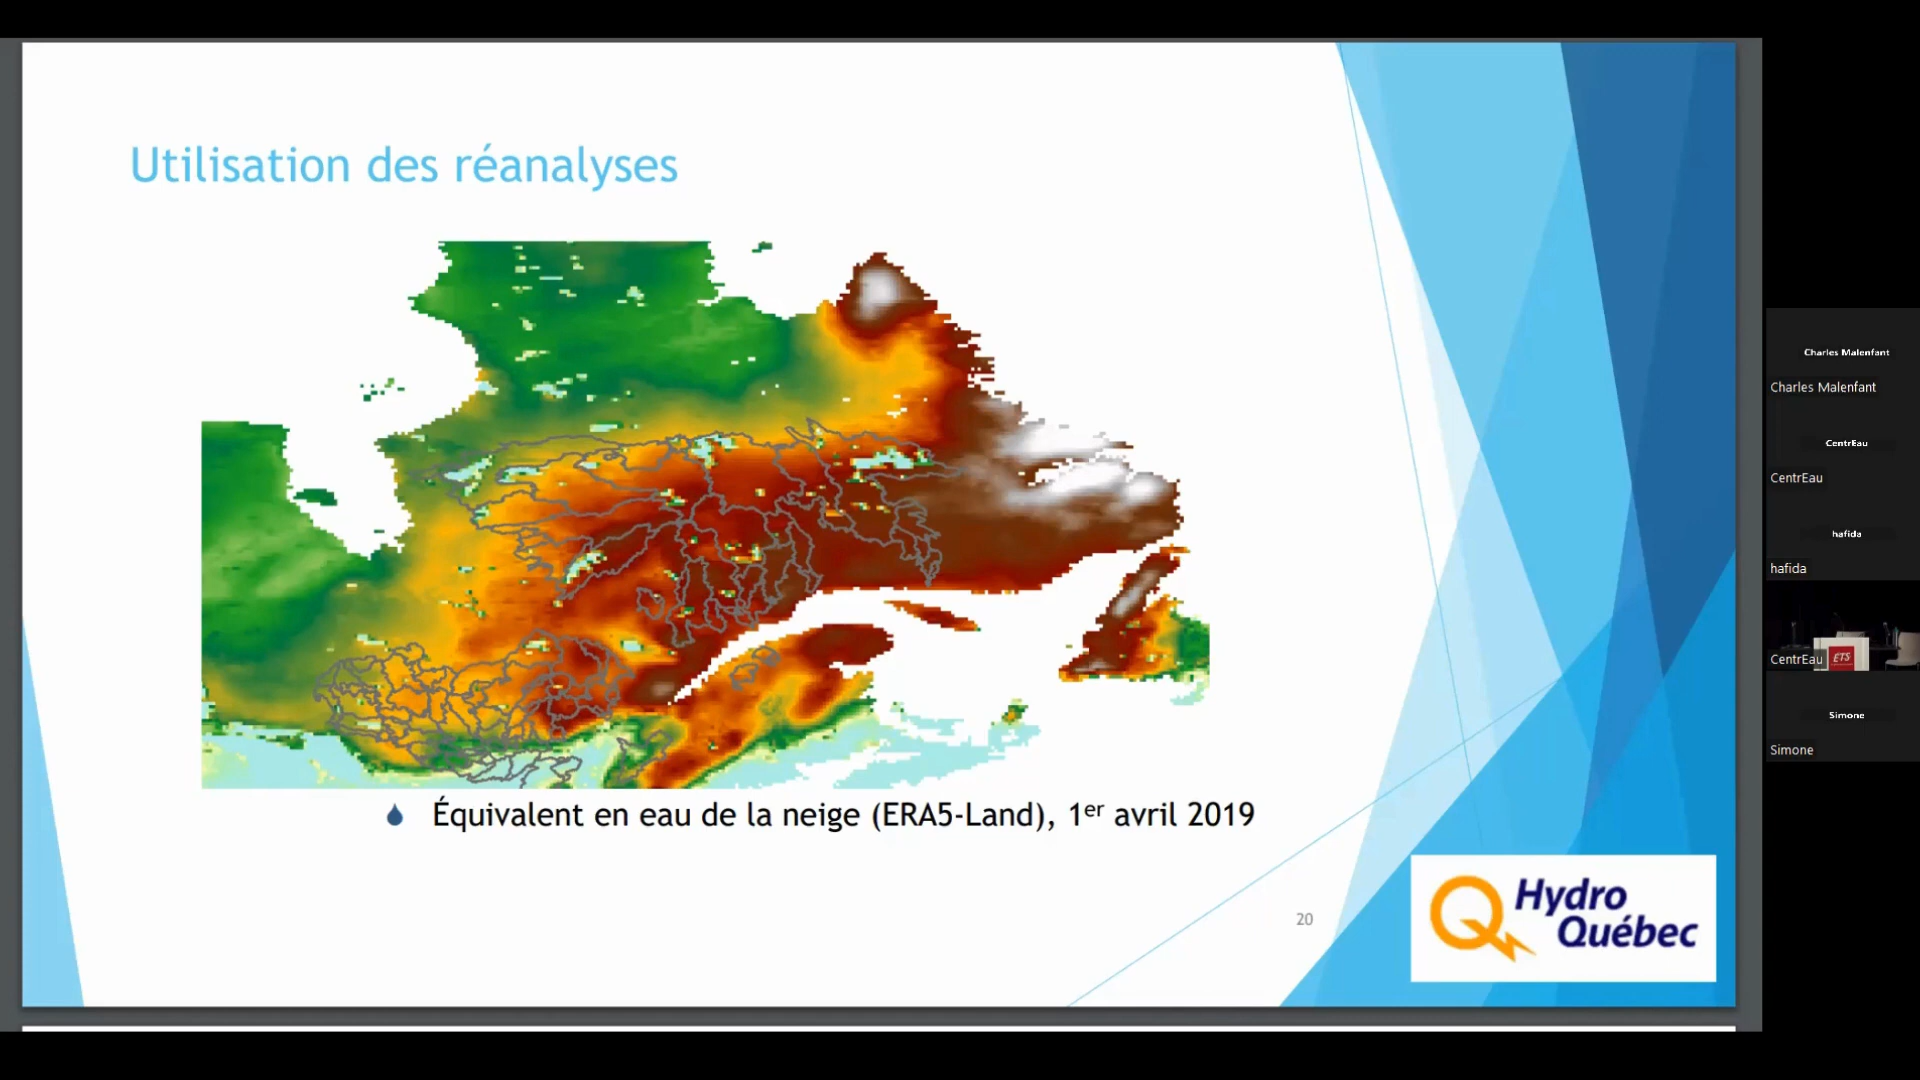 Utilisation des réanalyses
Équivalent en eau de la neige (ERA5-Land), 1er avril 2019
20
Hydro
Québec
Charles Malenfant
Charles Malenfant
CentrEau
CentrEau
hafida
hafida
CentrEau
ETS
Simone
Simone